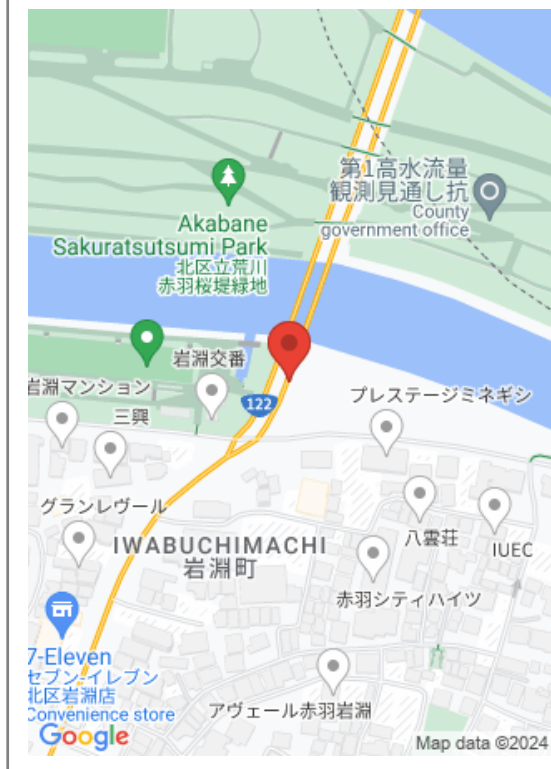 第1高水流量
観測見通し抗
County
government office
Akabane
Sakuratsutsumi Park
北区立荒川
赤羽桜堤緑地
岩淵交番
岩淵マンション
プレステージミネギシ
122
三興
グランレヴール
八雲荘
IUEC
IWABUCHIMACHI
岩淵町
赤羽シティハイツ
7-Eleven
セブン-イレブン
北区岩淵店
Convenience store
アヴェール赤羽岩淵
Google
Map data ©2024